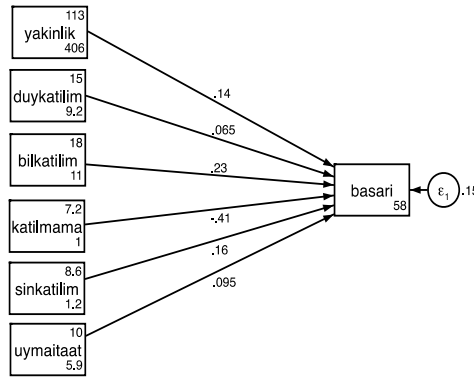 113
yakinlik
406
.14
15
duykatilim
9.2
.065
18
bilkatilim
11
.23
basari
58
ε1
.15
7.2
katilmama
1
-.41
8.6
sinkatilim
1.2
.16
10
uymaitaat
5.9
.095